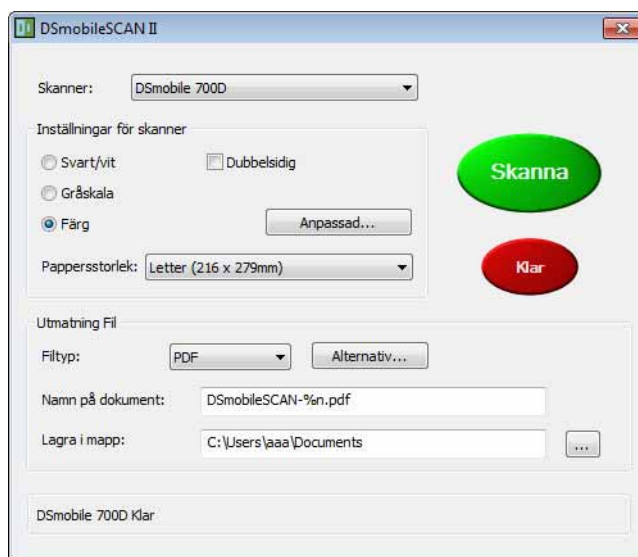 DSmobileSCAN II
Skanner: DSmobile 700D
Inställningar för skanner
Svart/vit Dubbelsidig
Gråskala
Färg Anpassad...
Pappersstorlek: Letter (216 x 279mm)
Skanna
Klar
Utmatning Fil
Filtyp: PDF Alternativ...
Namn på dokument: DSmobileSCAN-%n.pdf
Lagra i mapp: C:\Users\aaa\Documents ...
DSmobile 700D Klar